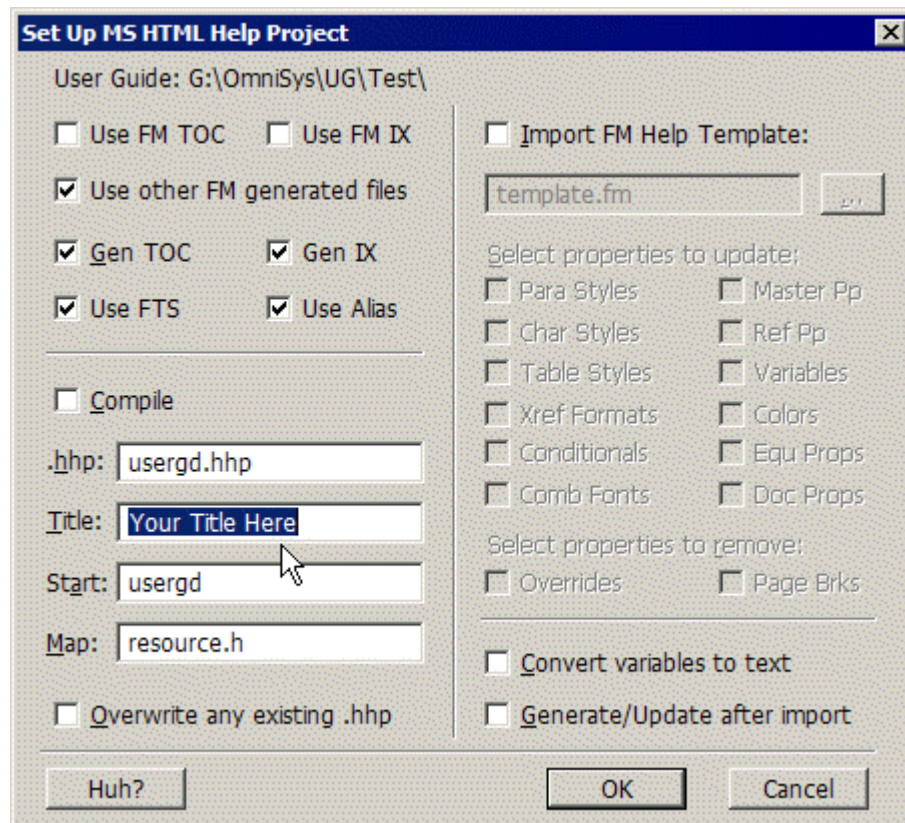 Set Up MS HTML Help Project
User Guide: G:\OmniSys\UG\Test\
Use FM TOC
Use FM IX
Use other FM generated files
Gen TOC
Gen IX
Use FTS
Use Alias
Compile
.hhp: usergd.hhp
Title: Your Title Here
Start: usergd
Map: resource.h
Overwrite any existing .hhp
Import FM Help Template:
template.fm
...
Select properties to update:
Para Styles
Master Pp
Char Styles
Ref Pp
Table Styles
Variables
Xref Formats
Colors
Conditionals
Equ Props
Comb Fonts
Doc Props
Select properties to remove:
Overrides
Page Brks
Convert variables to text
Generate/Update after import
Huh?
OK
Cancel